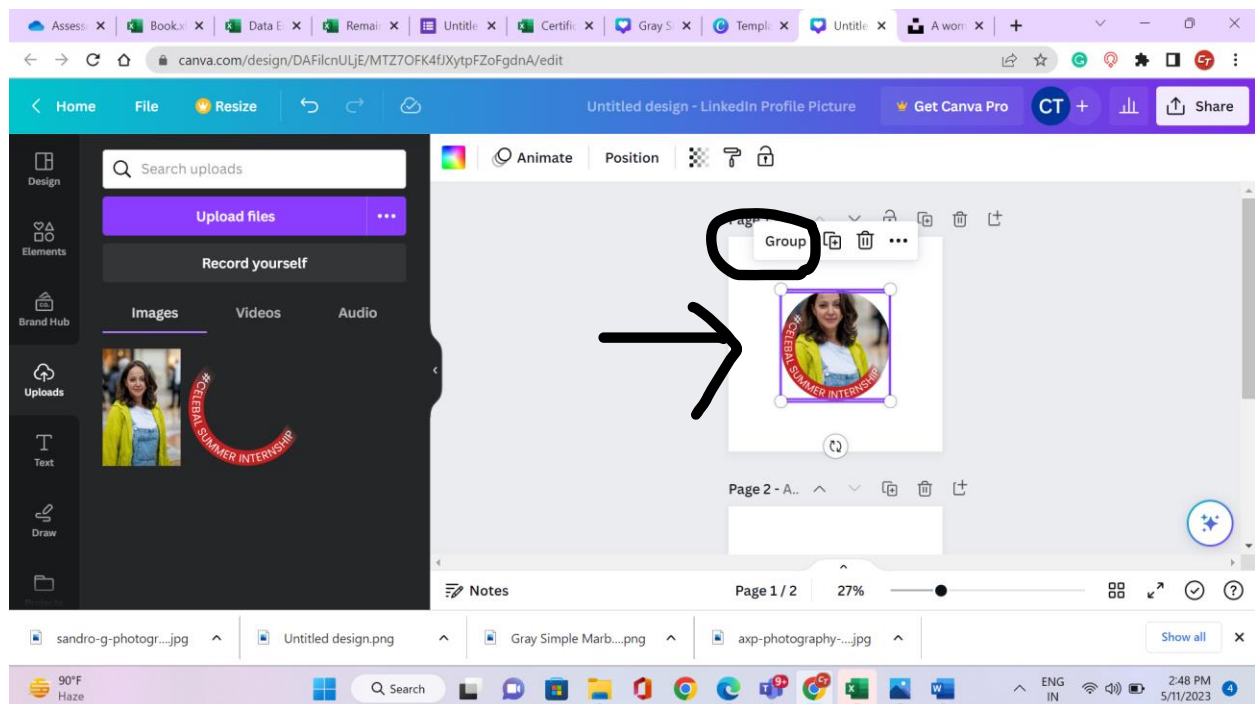 Assess
Book.x
Data E
Remain
Untitle
Certific
Gray S
Templa
Untitle
A wom
canva.com/design/DAFilcnULjE/MTZ7OFK4fJXytpFZoFgdnA/edit
Home
File
Resize
Untitled design - LinkedIn Profile Picture
Get Canva Pro
CT
Share
Design
Elements
Brand Hub
Uploads
Text
Draw
Search uploads
Upload files
Record yourself
Images
Videos
Audio
#CELEBAL SUMMER INTERNSHIP
Animate
Position
Group
#CELEBAL SUMMER INTERNSHIP
Page 2 - A..
Notes
Page 1 / 2
27%
sandro-g-photogr....jpg
Untitled design.png
Gray Simple Marb....png
axp-photography-....jpg
Show all
90°F
Haze
Search
9+
ENG
IN
2:48 PM
5/11/2023
4